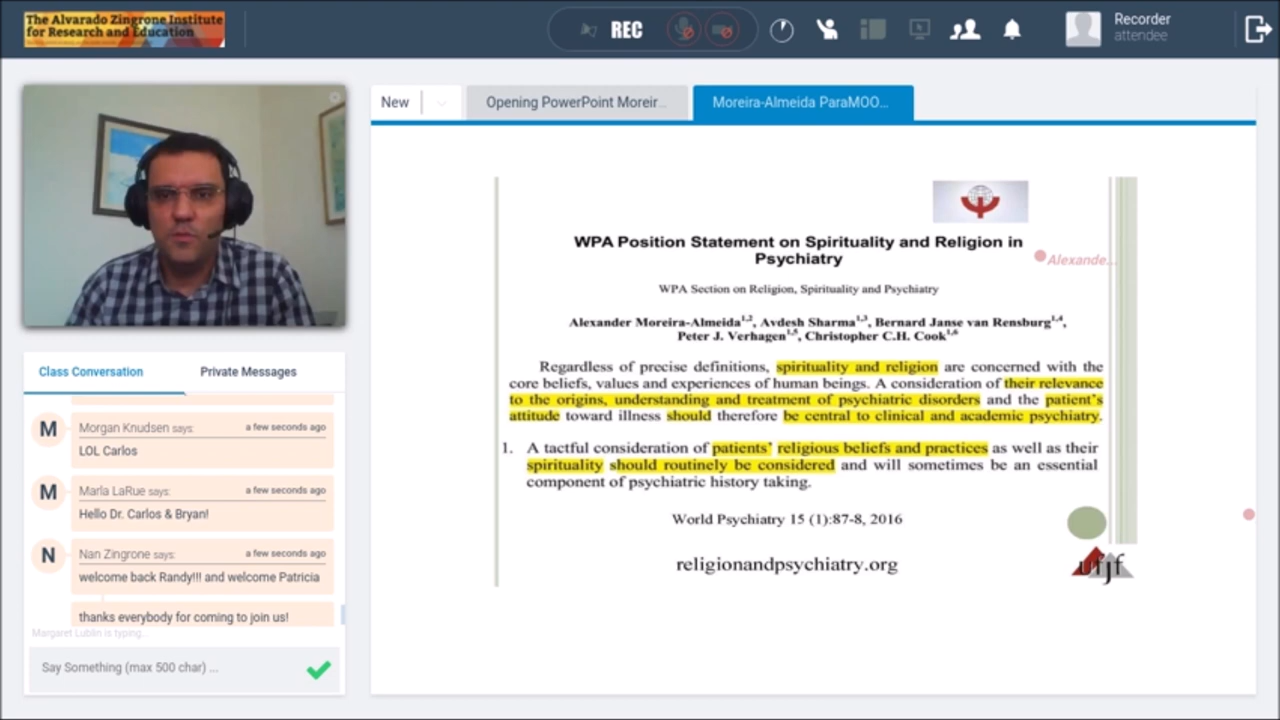 The Alvarado Zingrone Institute
for Research and Education
REC
Recorder
attendee
New
Opening PowerPoint Moreir...
Moreira-Almeida ParaMOO...
WPA Position Statement on Spirituality and Religion in
Psychiatry
Alexande...
WPA Section on Religion, Spirituality and Psychiatry
Alexander Moreira-Almeida1,2, Avdesh Sharma1,3, Bernard Janse van Rensburg1,4,
Peter J. Verhagen1,5, Christopher C.H. Cook1,6
Regardless of precise definitions, spirituality and religion are concerned with the
core beliefs, values and experiences of human beings. A consideration of their relevance
to the origins, understanding and treatment of psychiatric disorders and the patient's
attitude toward illness should therefore be central to clinical and academic psychiatry.
1. A tactful consideration of patients' religious beliefs and practices as well as their
spirituality should routinely be considered and will sometimes be an essential
component of psychiatric history taking.
World Psychiatry 15 (1):87-8, 2016
religionandpsychiatry.org
ufjf
Class Conversation
Private Messages
M
Morgan Knudsen says:
a few seconds ago
LOL Carlos
M
Marla LaRue says:
a few seconds ago
Hello Dr. Carlos & Bryan!
N
Nan Zingrone says:
a few seconds ago
welcome back Randy!!! and welcome Patricia
thanks everybody for coming to join us!
Margaret Lublin is typing...
Say Something (max 500 char) ...